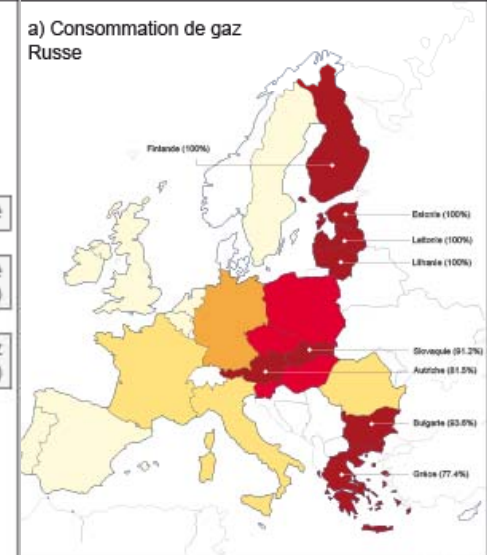 a) Consommation de gaz
Russe
Finlande (100%)
Estonie (100%)
Lettonie (100%)
Lithanie (100%)
Slovaquie (91.2%)
Autriche (81.5%)
Bulgarie (93.6%)
Grèce (77.4%)